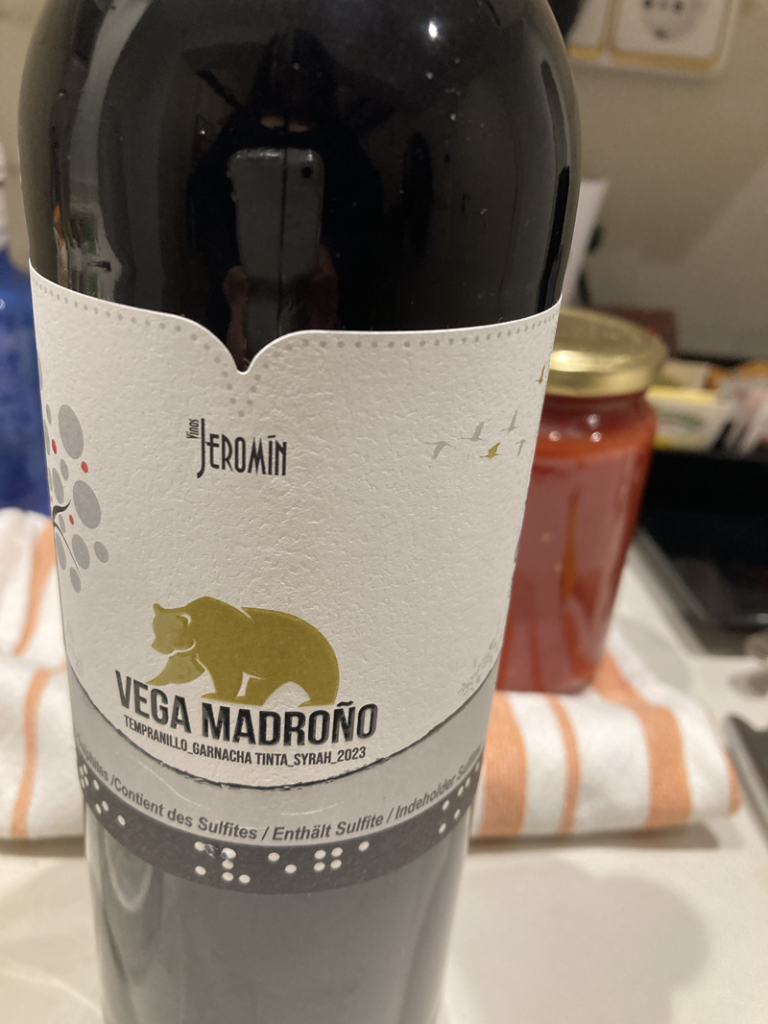 Vinos
JEROMÍN
VEGA MADROÑO
TEMPRANILLO_GARNACHA TINTA_SYRAH_2023
/Contient des Sulfites / Enthält Sulfite / Indeholder